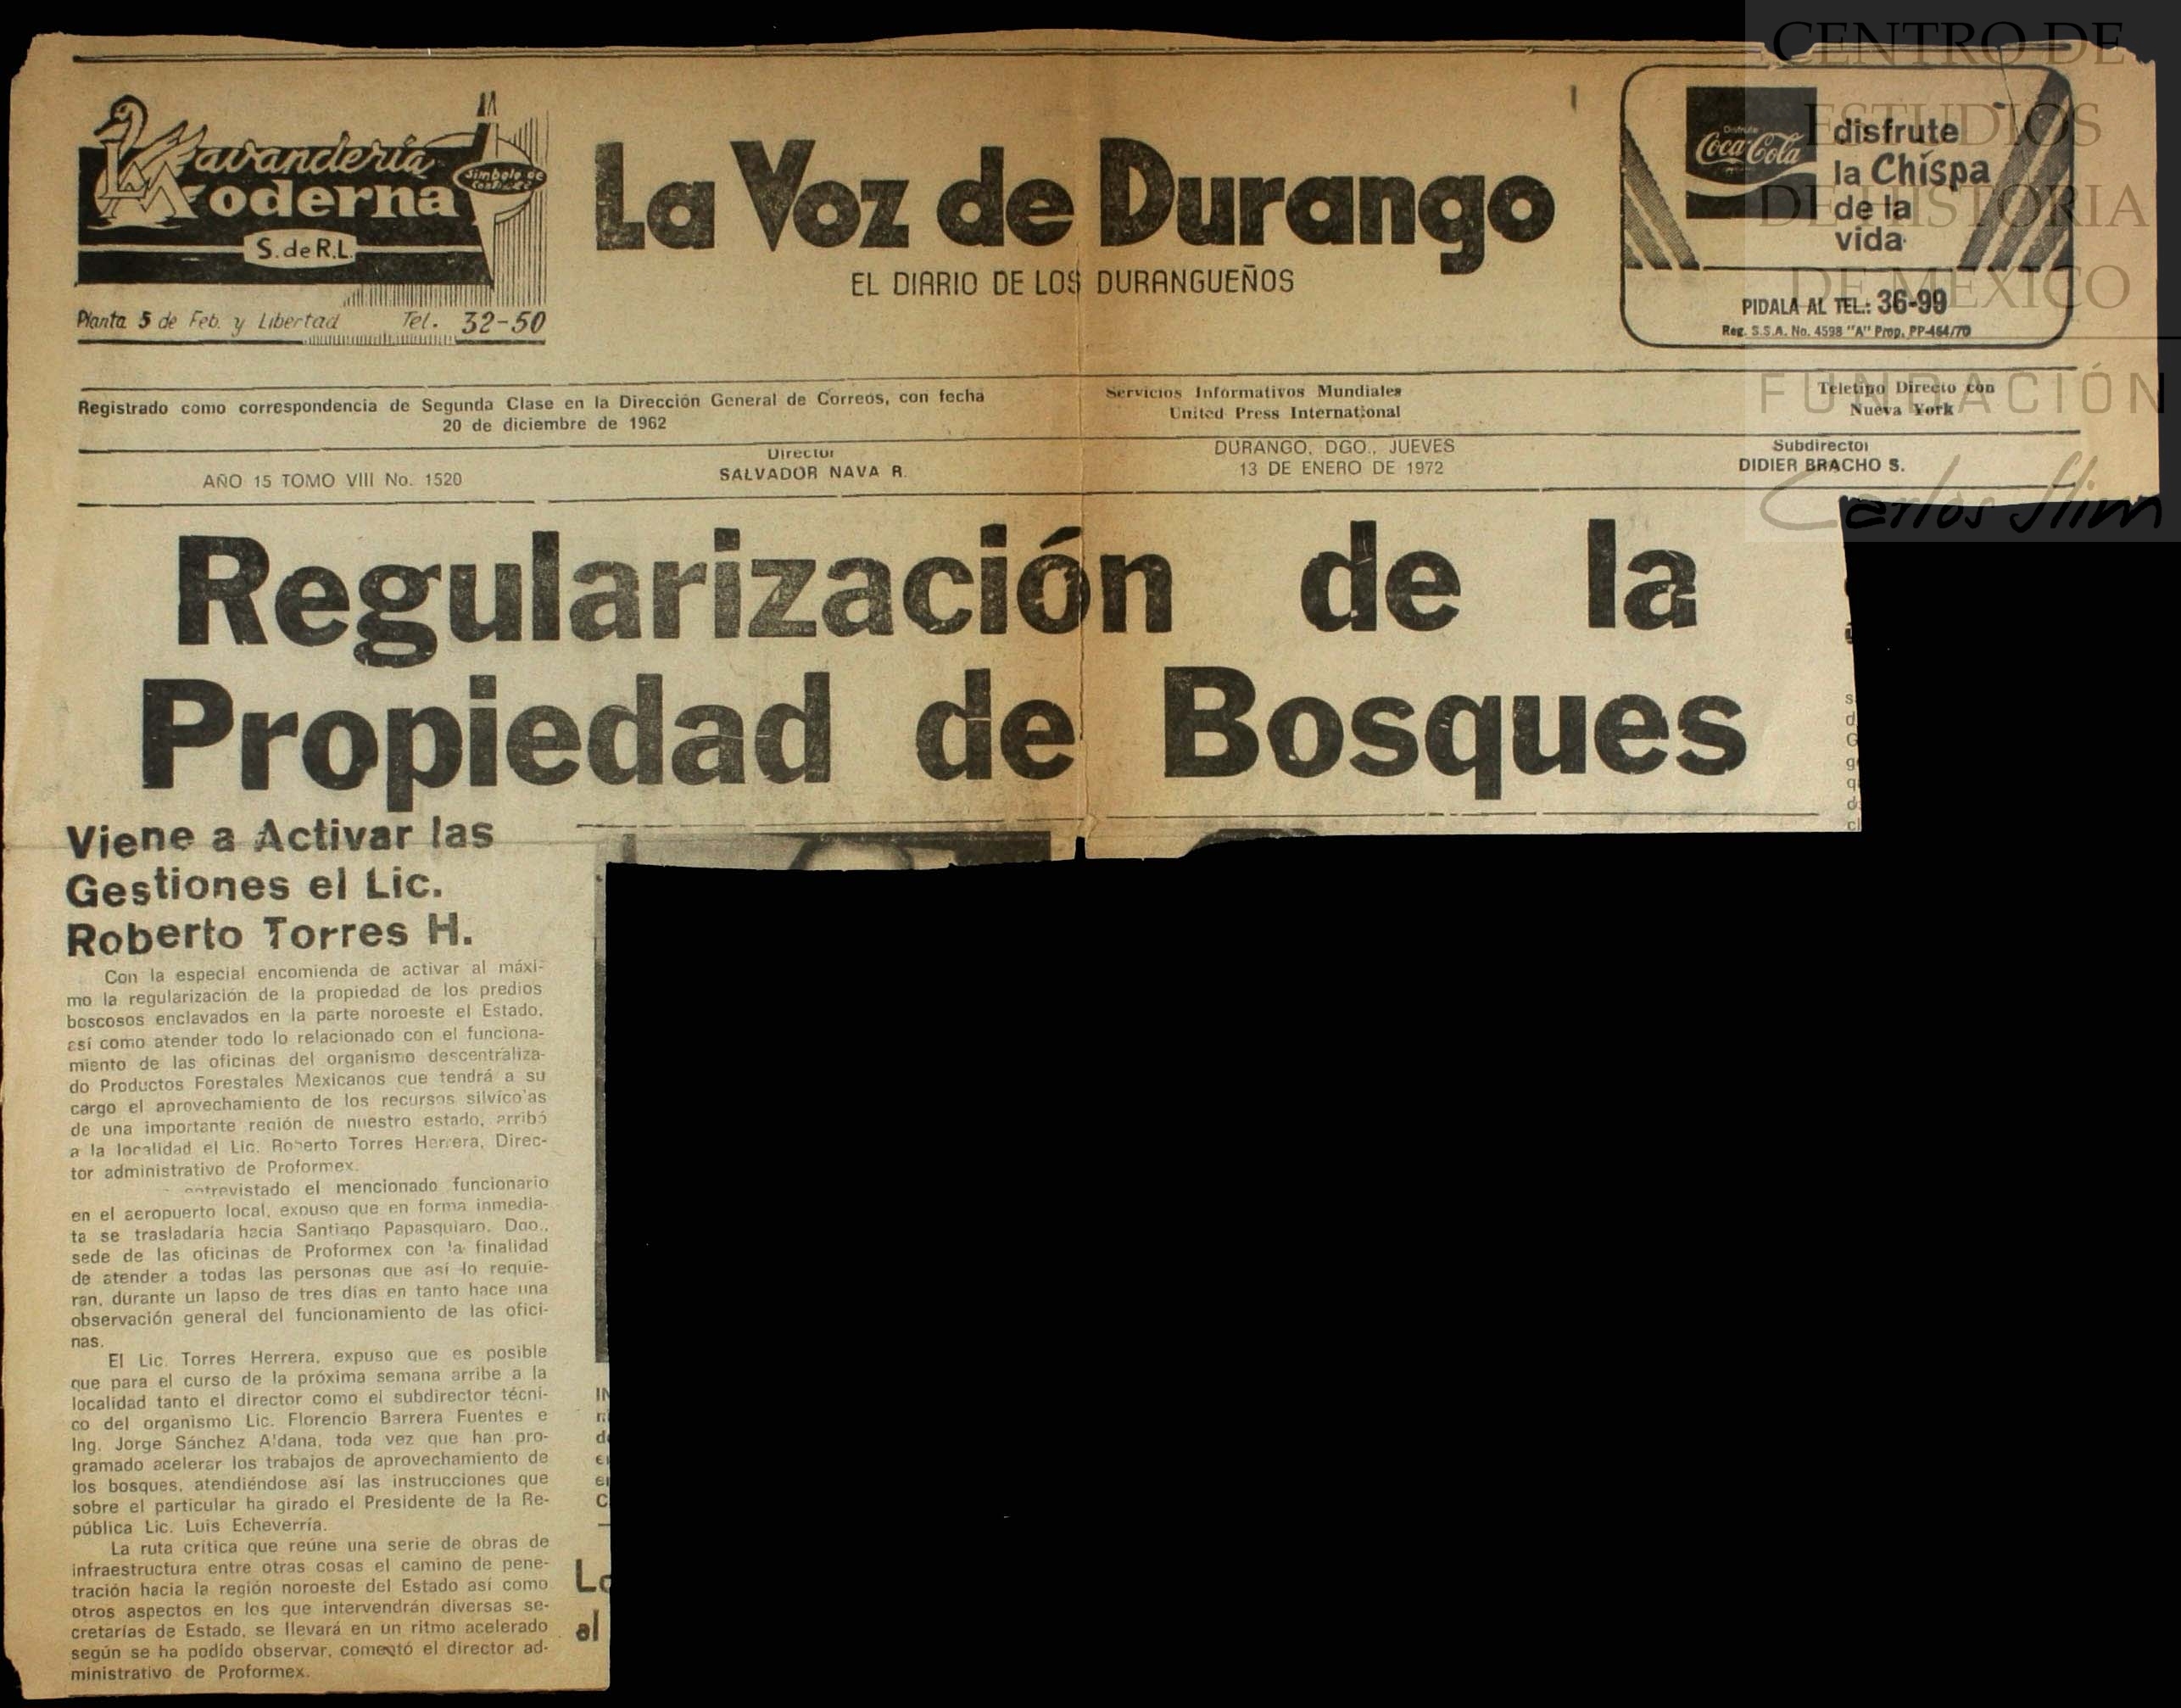 Lavandería
Moderna
Símbolo de
S. de R.L.
Planta 5 de Feb. y Libertad Tel. 32-50
La Voz de Durango
EL DIARIO DE LOS DURANGUEÑOS
Disfrute
Coca-Cola
disfrute
la Chispa
de la
vida
PIDALA AL TEL.: 36-99
Reg. S.S.A. No. 4598 "A" Prop. PP-464/70
CENTRO DE
ESTUDIOS
DE HISTORIA
DE MÉXICO
FUNDACIÓN
Carlos Slim
Registrado como correspondencia de Segunda Clase en la Dirección General de Correos, con fecha
20 de diciembre de 1962
Servicios Informativos Mundiales
United Press International
Teletipo Directo con
Nueva York
AÑO 15 TOMO VIII No. 1520
Director
SALVADOR NAVA R.
DURANGO, DGO., JUEVES
13 DE ENERO DE 1972
Subdirector
DIDIER BRACHO S.
Regularización de la
Propiedad de Bosques
Viene a Activar las
Gestiones el Lic.
Roberto Torres H.
Con la especial encomienda de activar al máxi-
mo la regularización de la propiedad de los predios
boscosos enclavados en la parte noroeste el Estado,
así como atender todo lo relacionado con el funciona-
miento de las oficinas del organismo descentraliza-
do Productos Forestales Mexicanos que tendrá a su
cargo el aprovechamiento de los recursos silvíco'as
de una importante región de nuestro estado, arribó
a la localidad el Lic. Roberto Torres Herrera, Direc-
tor administrativo de Proformex.
entrevistado el mencionado funcionario
en el aeropuerto local, expuso que en forma inmedia-
ta se trasladaría hacia Santiago Papasquiaro, Dgo.,
sede de las oficinas de Proformex con la finalidad
de atender a todas las personas que así lo requie-
ran, durante un lapso de tres días en tanto hace una
observación general del funcionamiento de las ofici-
nas.
El Lic. Torres Herrera, expuso que es posible
que para el curso de la próxima semana arribe a la
localidad tanto el director como el subdirector técni-
co del organismo Lic. Florencio Barrera Fuentes e
Ing. Jorge Sánchez A'dana, toda vez que han pro-
gramado acelerar los trabajos de aprovechamiento de
los bosques, atendiéndose así las instrucciones que
sobre el particular ha girado el Presidente de la Re-
pública Lic. Luis Echeverría.
La ruta crítica que reúne una serie de obras de
infraestructura entre otras cosas el camino de pene-
tración hacia la región noroeste del Estado así como
otros aspectos en los que intervendrán diversas se-
cretarías de Estado, se llevará en un ritmo acelerado
según se ha podido observar, comentó el director ad-
ministrativo de Proformex.
al